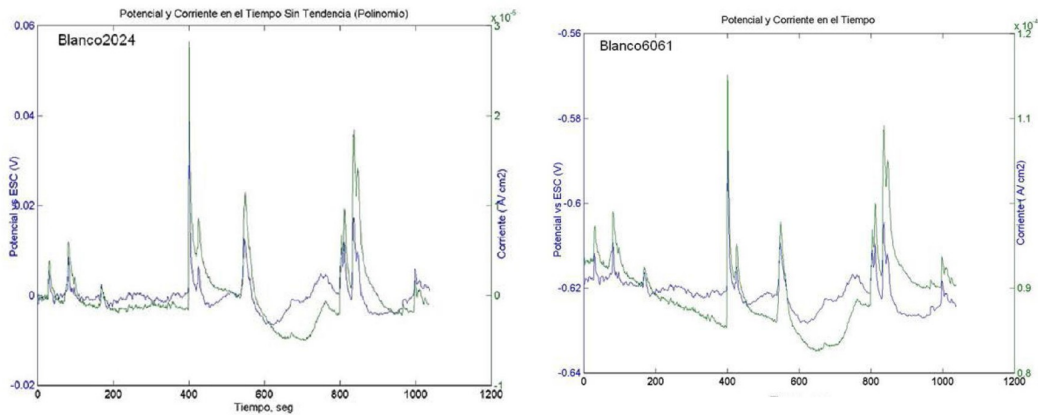 Potencial y Corriente en el Tiempo Sin Tendencia (Polinomio)
x 10⁻⁵
Blanco2024
0.06
0.04
0.02
0
-0.02
Potencial vs ESC (V)
3
2
1
0
-1
Corriente ( A/ cm2)
0 200 400 600 800 1000 1200
Tiempo, seg
Potencial y Corriente en el Tiempo
x 10⁻⁴
Blanco6061
-0.56
-0.58
-0.6
-0.62
-0.64
Potencial vs ESC (V)
1.2
1.1
1
0.9
0.8
Corriente ( A/ cm2)
0 200 400 600 800 1000 1200